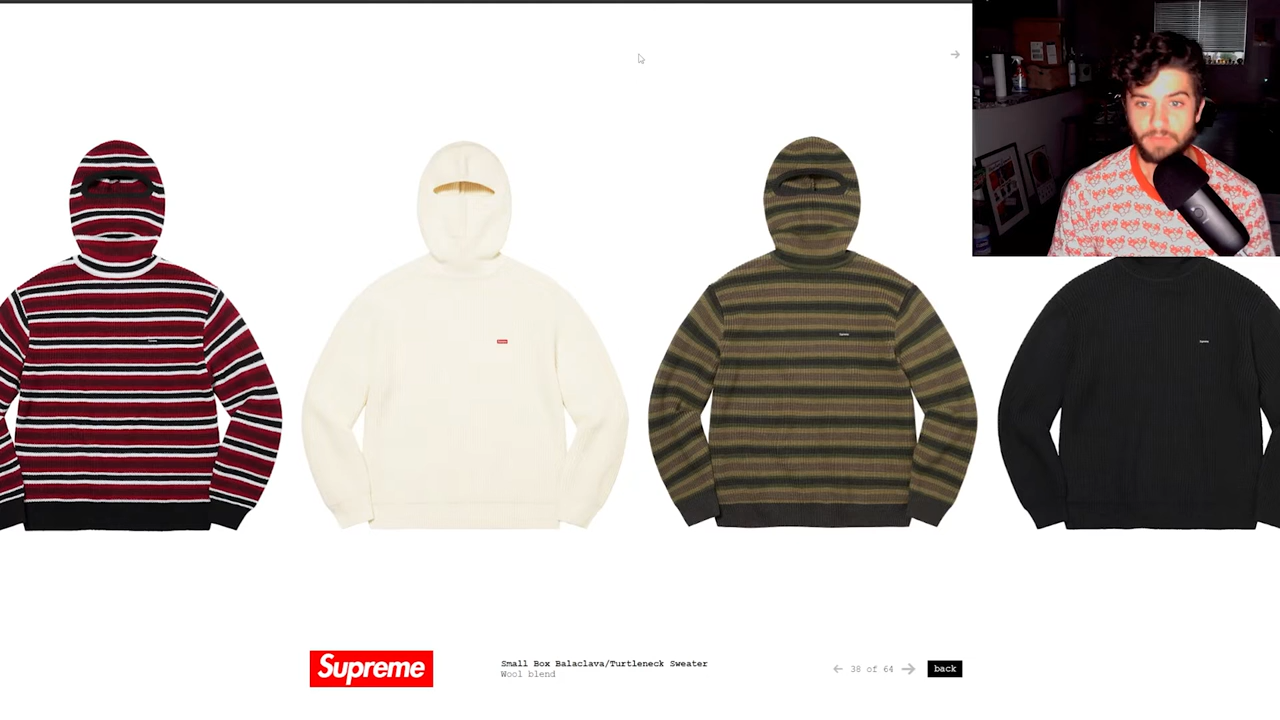 Supreme
Small Box Balaclava/Turtleneck Sweater
Wool blend
38 of 64
back